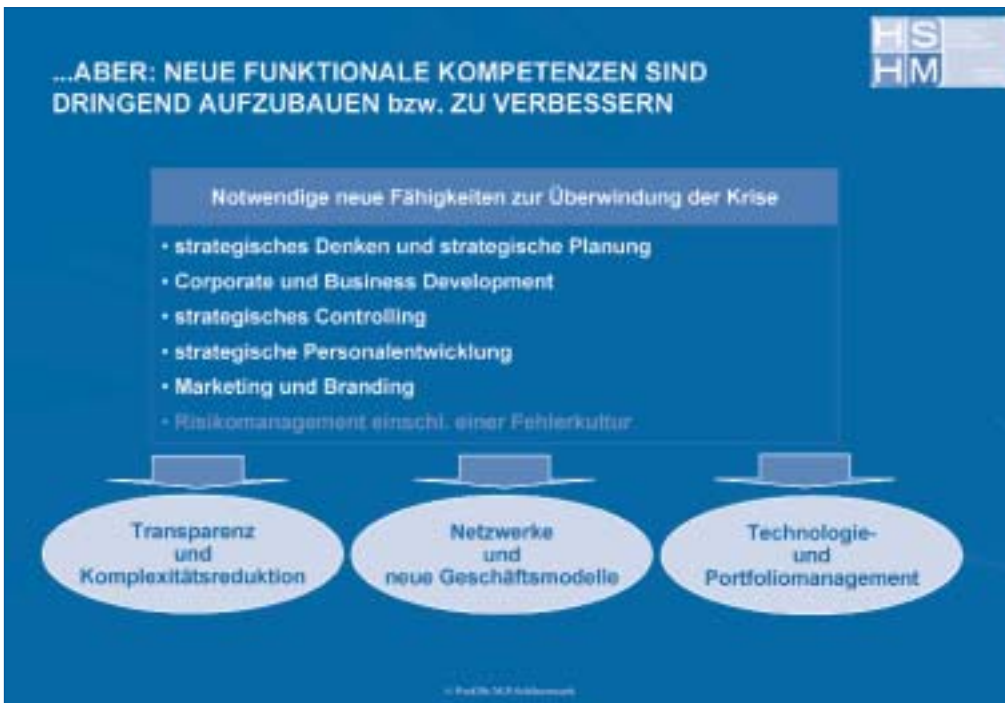 HS
HM
...ABER: NEUE FUNKTIONALE KOMPETENZEN SIND
DRINGEND AUFZUBAUEN bzw. ZU VERBESSERN
Notwendige neue Fähigkeiten zur Überwindung der Krise
• strategisches Denken und strategische Planung
• Corporate und Business Development
• strategisches Controlling
• strategische Personalentwicklung
• Marketing und Branding
• Risikomanagement einschl. einer Fehlerkultur
Transparenz
und
Komplexitätsreduktion
Netzwerke
und
neue Geschäftsmodelle
Technologie-
und
Portfoliomanagement
© Prof.Dr.